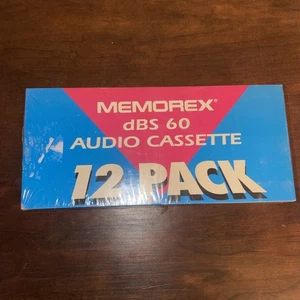 MEMOREX®
dBS 60
AUDIO CASSETTE
12 PACK